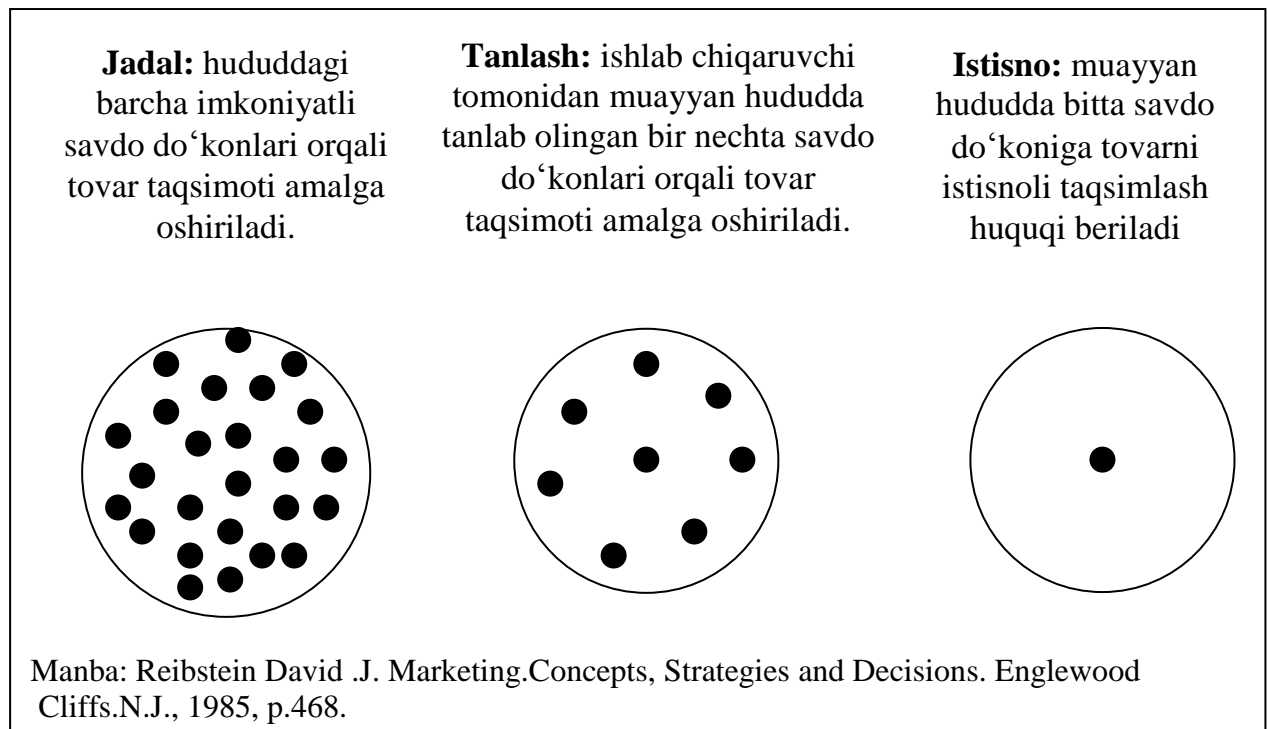 Jadal: hududdagi
barcha imkoniyatli
savdo do‘konlari orqali
tovar taqsimoti amalga
oshiriladi.
Tanlash: ishlab chiqaruvchi
tomonidan muayyan hududda
tanlab olingan bir nechta savdo
do‘konlari orqali tovar
taqsimoti amalga oshiriladi.
Istisno: muayyan
hududda bitta savdo
do‘koniga tovarni
istisnoli taqsimlash
huquqi beriladi
Manba: Reibstein David .J. Marketing.Concepts, Strategies and Decisions. Englewood
Cliffs.N.J., 1985, p.468.